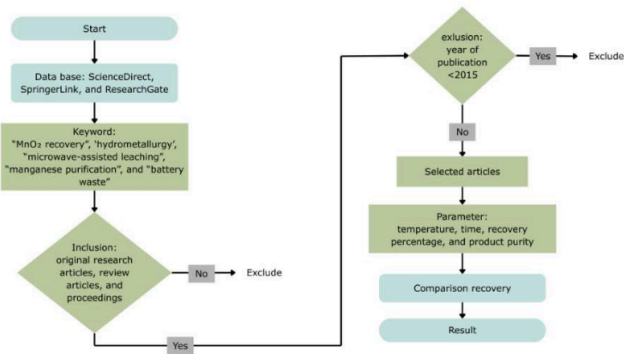 Start
Data base: ScienceDirect,
SpringerLink, and ResearchGate
Keyword:
“MnO₂ recovery”, ‘hydrometallurgy’,
“microwave-assisted leaching”,
“manganese purification”, and “battery
waste”
Inclusion:
original research
articles, review
articles, and
proceedings
No
Exclude
Yes
exlusion:
year of
publication
<2015
Yes
Exclude
No
Selected articles
Parameter:
temperature, time, recovery
percentage, and product purity
Comparison recovery
Result